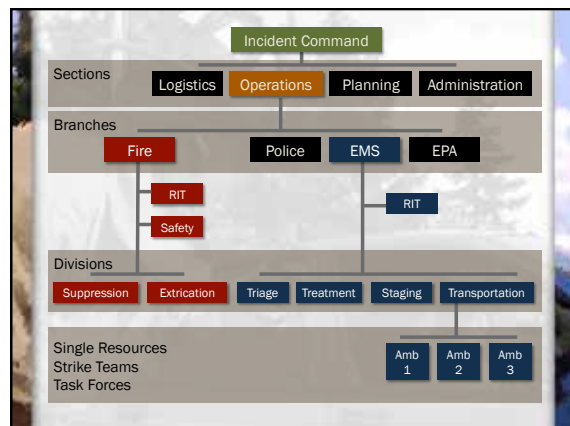 Incident Command
Sections
Logistics Operations Planning Administration
Branches
Fire Police EMS EPA
RIT
RIT
Safety
Divisions
Suppression Extrication Triage Treatment Staging Transportation
Single Resources
Strike Teams
Task Forces
Amb Amb Amb
1 2 3